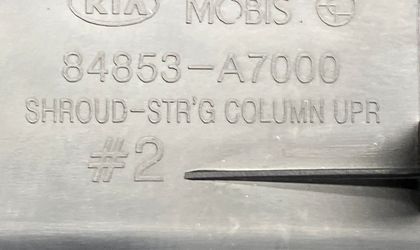 KIA MOBIS
84853-A7000
SHROUD-STR'G COLUMN UPR
#2